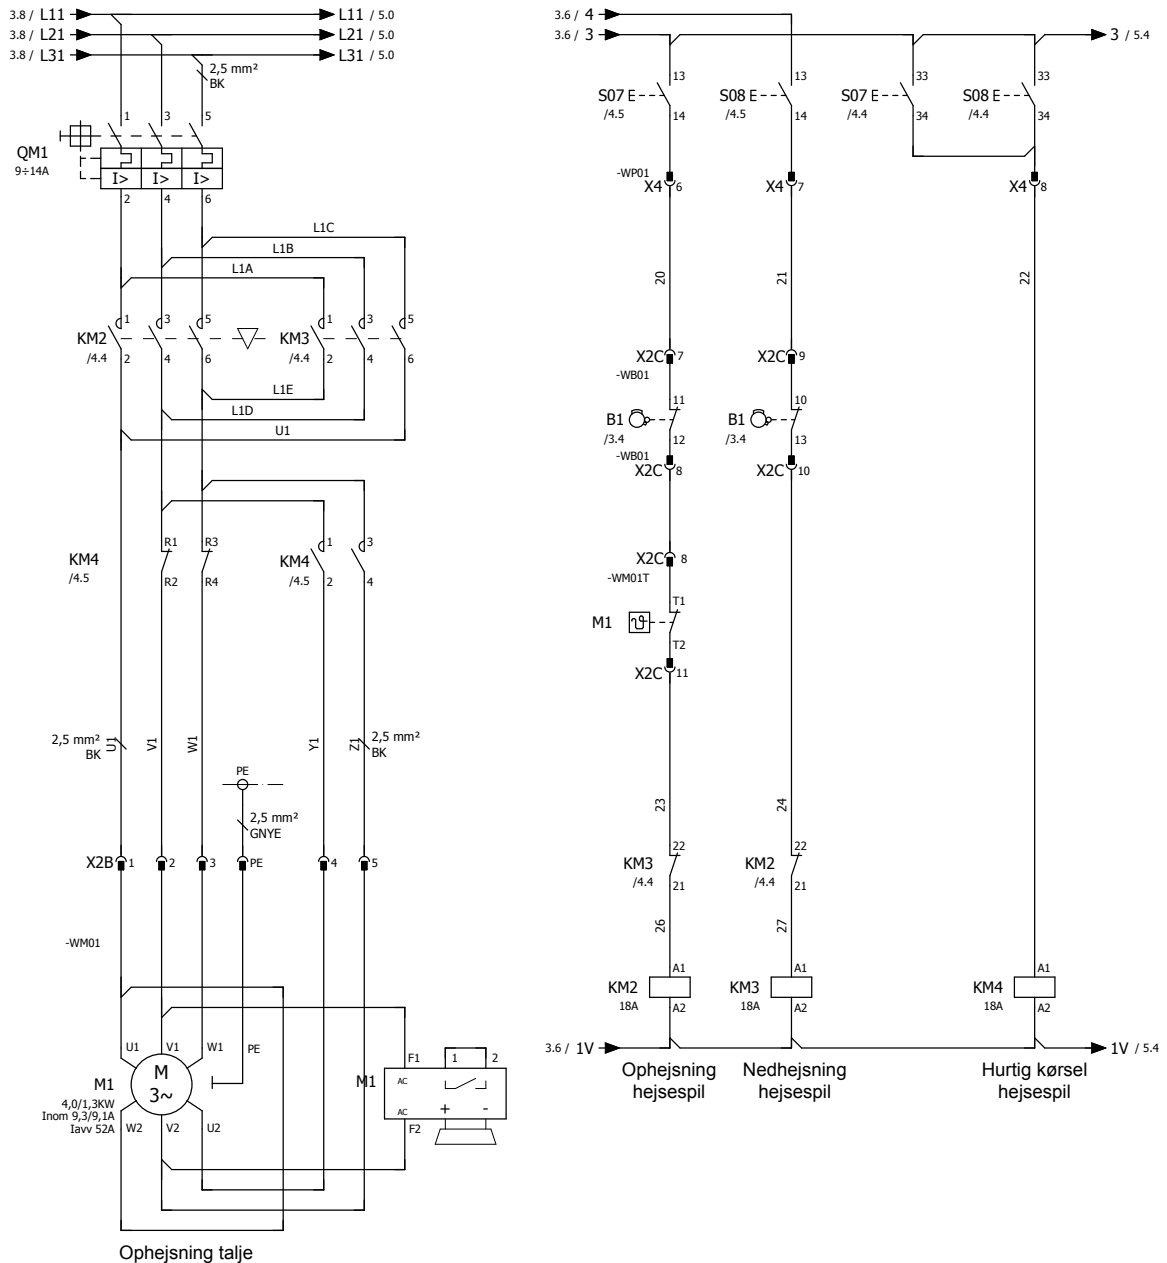 3.8 / L11 L11 / 5.0
3.8 / L21 L21 / 5.0
3.8 / L31 L31 / 5.0
2,5 mm²
BK
1 3 5
QM1
9÷14A
I> I> I>
2 4 6
L1C
L1B
L1A
KM2 1 3 5
/4.4 2 4 6
KM3 1 3 5
/4.4 2 4 6
L1E
L1D
U1
KM4
/4.5
R1 R3
R2 R4
KM4 1 3
/4.5 2 4
2,5 mm²
BK
U1 V1 W1 Y1 Z1
2,5 mm²
BK
PE
2,5 mm²
GNYE
X2B 1 2 3 PE 4 5
-WM01
U1 V1 W1 PE
M1
4,0/1,3KW
Inom 9,3/9,1A
Iavv 52A
M
3~
W2 V2 U2
M1
F1 1 2
AC
AC
+ -
F2
Ophejsning talje
3.6 / 4
3.6 / 3 3 / 5.4
S07 E 13
/4.5 14
S08 E 13
/4.5 14
S07 E 33
/4.4 34
S08 E 33
/4.4 34
-WP01
X4 6 X4 7 X4 8
20 21 22
X2C 7 X2C 9
-WB01
B1 11
/3.4 12
B1 10
/3.4 13
-WB01
X2C 8 X2C 10
X2C 8
-WM01T
M1 ϑ T1
T2
X2C 11
23 24
KM3 22
/4.4 21
KM2 22
/4.4 21
26 27
KM2 A1
18A A2
KM3 A1
18A A2
KM4 A1
18A A2
3.6 / 1V 1V / 5.4
Ophejsning
hejsespil
Nedhejsning
hejsespil
Hurtig kørsel
hejsespil